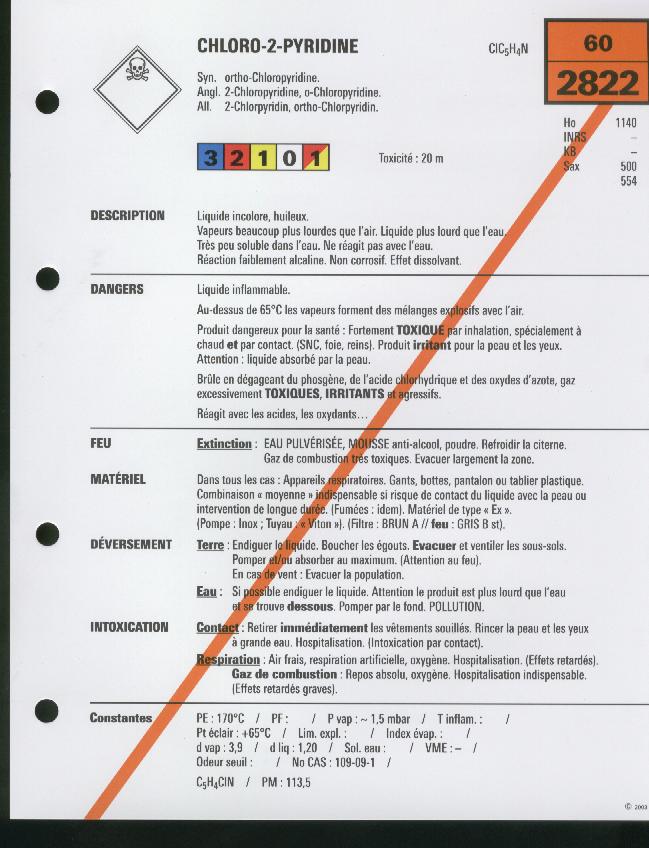 CHLORO-2-PYRIDINE
ClC₅H₄N
60
2822
Syn. ortho-Chloropyridine.
Angl. 2-Chloropyridine, o-Chloropyridine.
All. 2-Chlorpyridin, ortho-Chlorpyridin.
Ho 1140
INRS –
KB –
Sax 500
554
3 2 1 0 1
Toxicité : 20 m
DESCRIPTION
Liquide incolore, huileux.
Vapeurs beaucoup plus lourdes que l'air. Liquide plus lourd que l'eau.
Très peu soluble dans l'eau. Ne réagit pas avec l'eau.
Réaction faiblement alcaline. Non corrosif. Effet dissolvant.
DANGERS
Liquide inflammable.
Au-dessus de 65°C les vapeurs forment des mélanges explosifs avec l'air.
Produit dangereux pour la santé : Fortement TOXIQUE par inhalation, spécialement à
chaud et par contact. (SNC, foie, reins). Produit irritant pour la peau et les yeux.
Attention : liquide absorbé par la peau.
Brûle en dégageant du phosgène, de l'acide chlorhydrique et des oxydes d'azote, gaz
excessivement TOXIQUES, IRRITANTS et agressifs.
Réagit avec les acides, les oxydants...
FEU
Extinction : EAU PULVÉRISÉE, MOUSSE anti-alcool, poudre. Refroidir la citerne.
Gaz de combustion très toxiques. Evacuer largement la zone.
MATÉRIEL
Dans tous les cas : Appareils respiratoires. Gants, bottes, pantalon ou tablier plastique.
Combinaison « moyenne » indispensable si risque de contact du liquide avec la peau ou
intervention de longue durée. (Fumées : idem). Matériel de type « Ex ».
(Pompe : Inox ; Tuyau : « Viton »). (Filtre : BRUN A // feu : GRIS B st).
DÉVERSEMENT
Terre : Endiguer le liquide. Boucher les égouts. Evacuer et ventiler les sous-sols.
Pomper et/ou absorber au maximum. (Attention au feu).
En cas de vent : Evacuer la population.
Eau : Si possible endiguer le liquide. Attention le produit est plus lourd que l'eau
et se trouve dessous. Pomper par le fond. POLLUTION.
INTOXICATION
Contact : Retirer immédiatement les vêtements souillés. Rincer la peau et les yeux
à grande eau. Hospitalisation. (Intoxication par contact).
Respiration : Air frais, respiration artificielle, oxygène. Hospitalisation. (Effets retardés).
Gaz de combustion : Repos absolu, oxygène. Hospitalisation indispensable.
(Effets retardés graves).
Constantes
PE : 170°C / PF : / P vap : ~ 1,5 mbar / T inflam. : /
Pt éclair : +65°C / Lim. expl. : / Index évap. : /
d vap : 3,9 / d liq : 1,20 / Sol. eau : / VME : – /
Odeur seuil : / No CAS : 109-09-1 /
C₅H₄ClN / PM : 113,5
© 2003